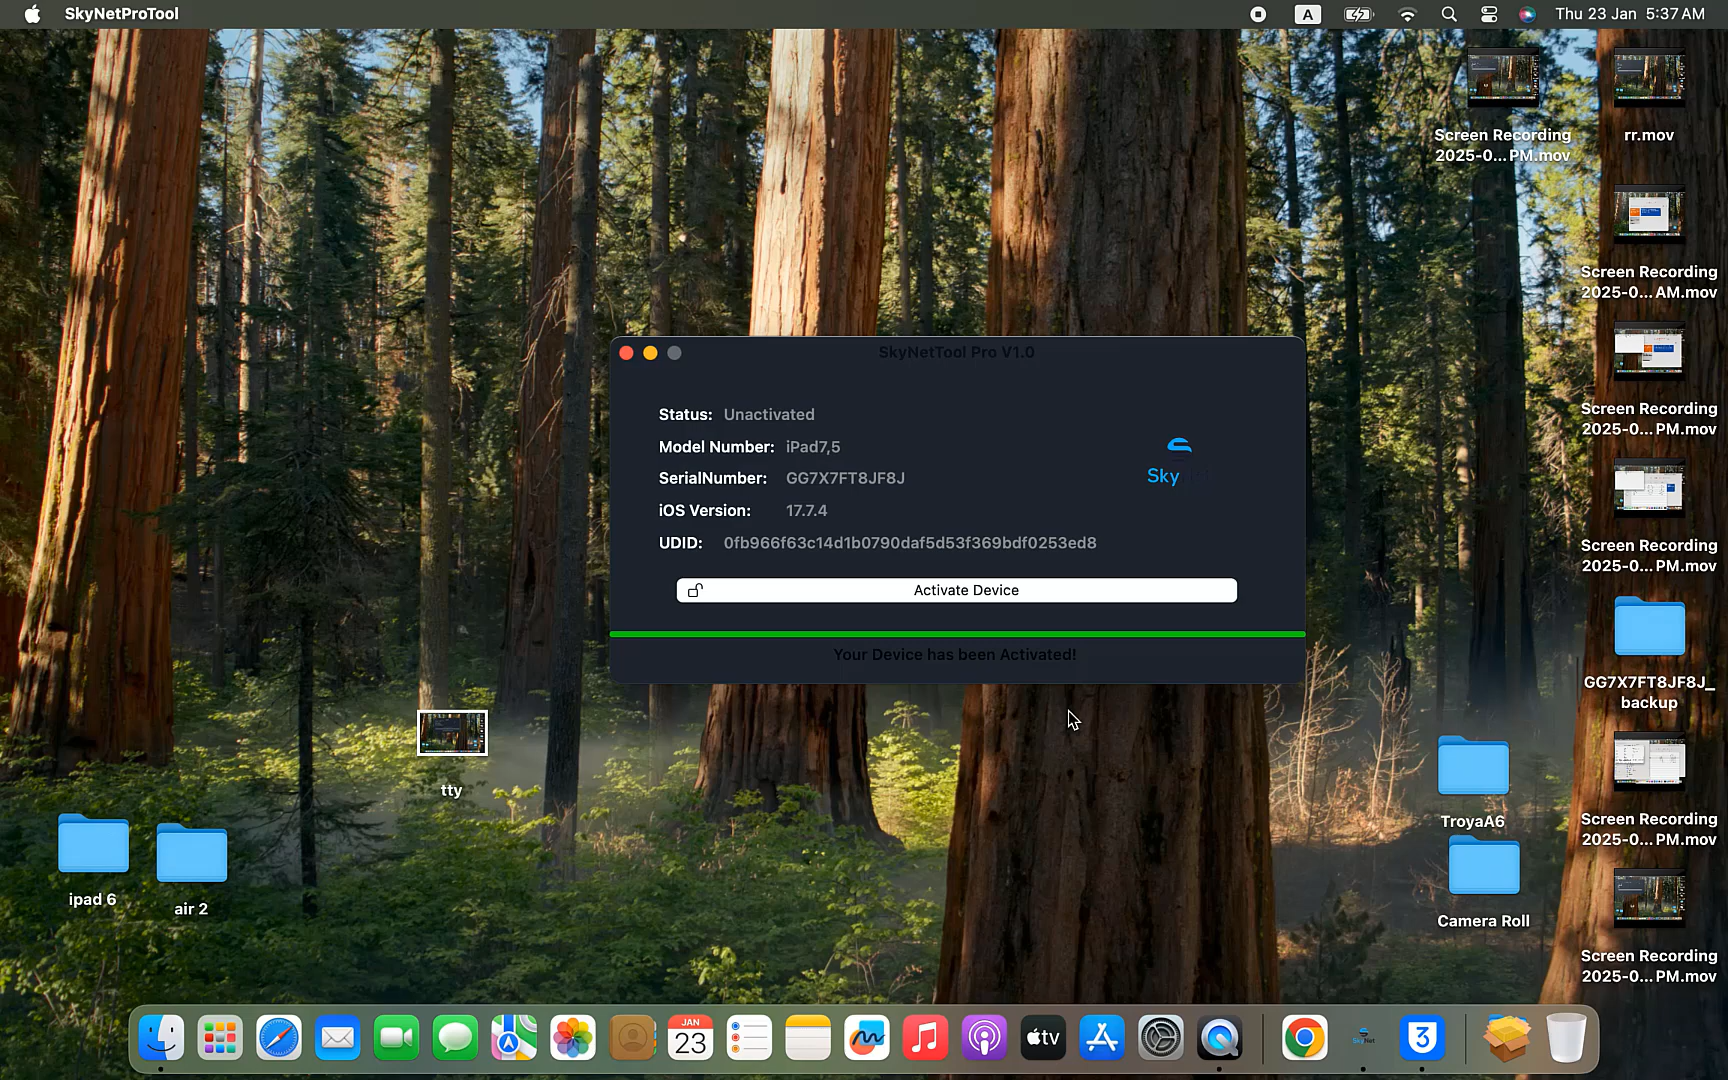 SkyNetProTool
A
Thu 23 Jan 5:37 AM
Screen Recording
2025-0...PM.mov
rr.mov
Screen Recording
2025-0...AM.mov
Screen Recording
2025-0...PM.mov
Screen Recording
2025-0...PM.mov
GG7X7FT8JF8J_
backup
TroyaA6
Screen Recording
2025-0...PM.mov
Camera Roll
Screen Recording
2025-0...PM.mov
SkyNetTool Pro V1.0
Status: Unactivated
Model Number: iPad7,5
SerialNumber: GG7X7FT8JF8J
iOS Version: 17.7.4
UDID: 0fb966f63c14d1b0790daf5d53f369bdf0253ed8
Sky
Activate Device
Your Device has been Activated!
tty
ipad 6
air 2
JAN
23
tv
SkyNet
3